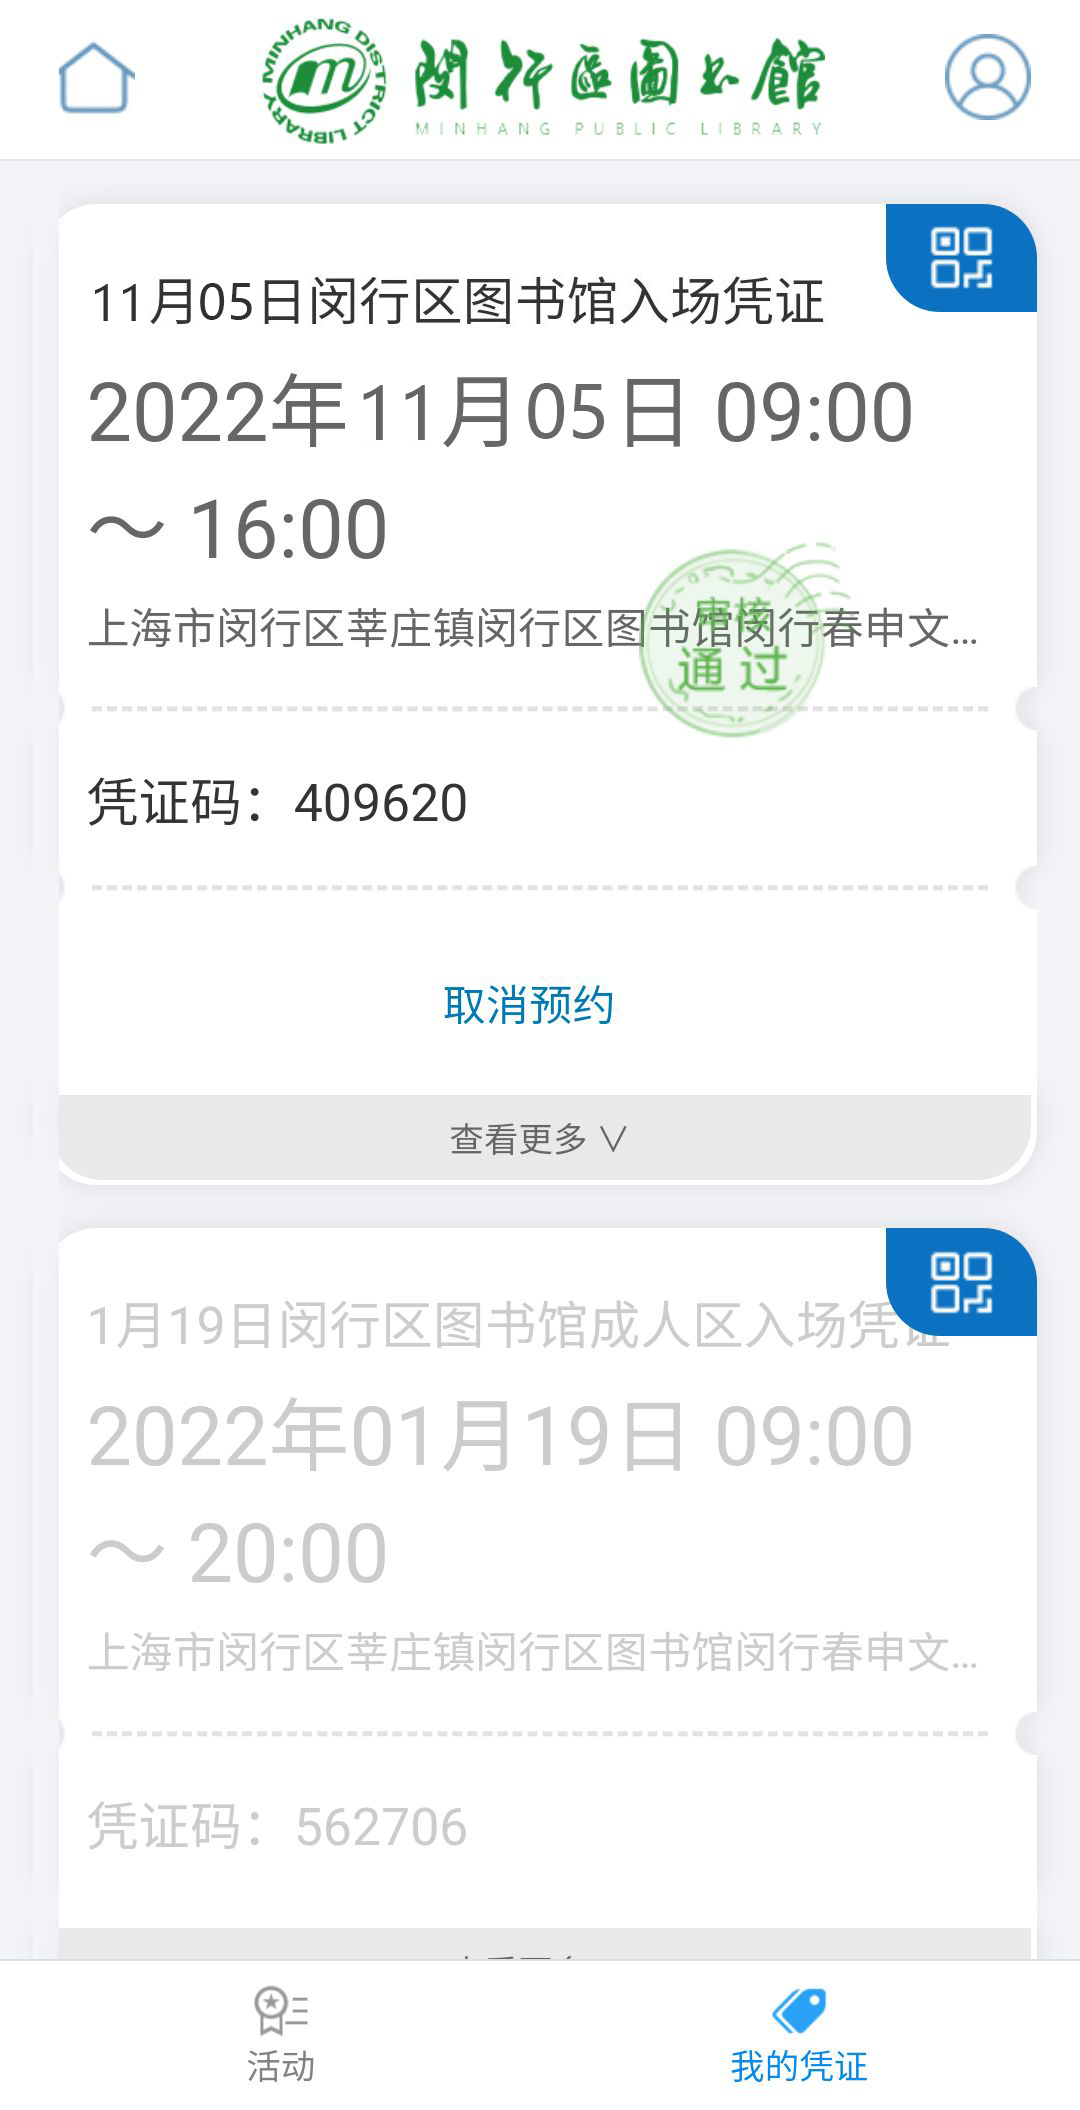 MINHANG DISTRICT LIBRARY
m
闵行區圖书館
MINHANG PUBLIC LIBRARY
11月05日闵行区图书馆入场凭证
2022年11月05日 09:00
～ 16:00
上海市闵行区莘庄镇闵行区图书馆闵行春申文...
审核
通过
凭证码：409620
取消预约
查看更多 ∨
1月19日闵行区图书馆成人区入场凭证
2022年01月19日 09:00
～ 20:00
上海市闵行区莘庄镇闵行区图书馆闵行春申文...
凭证码：562706
活动
我的凭证